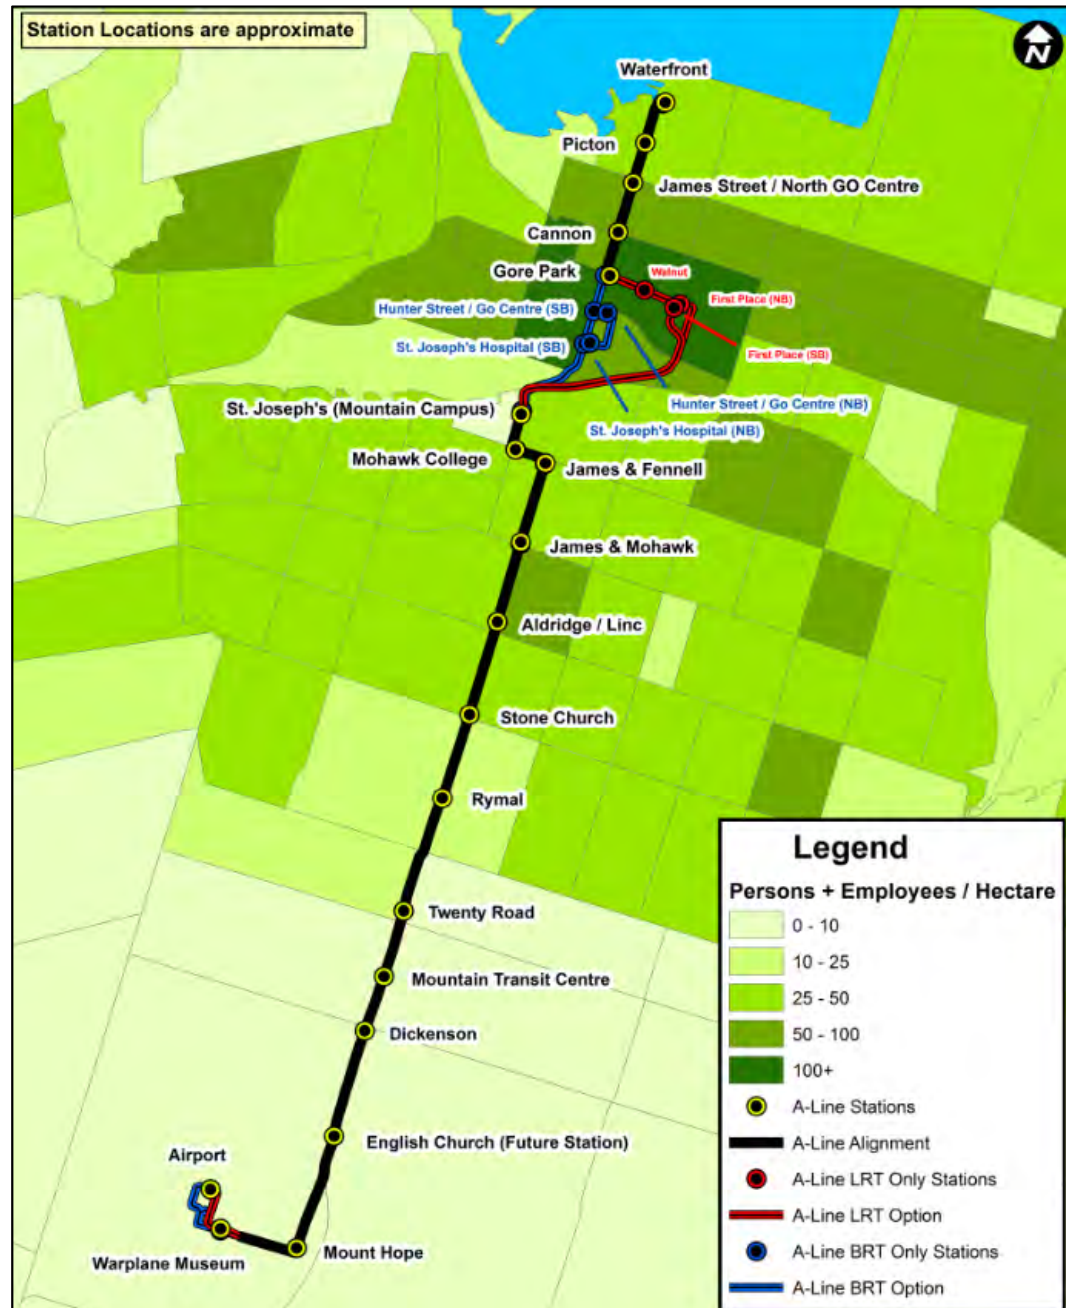 Station Locations are approximate
N
Waterfront
Picton
James Street / North GO Centre
Cannon
Gore Park
Walnut
First Place (NB)
Hunter Street / Go Centre (SB)
St. Joseph's Hospital (SB)
First Place (SB)
Hunter Street / Go Centre (NB)
St. Joseph's (Mountain Campus)
St. Joseph's Hospital (NB)
Mohawk College
James & Fennell
James & Mohawk
Aldridge / Linc
Stone Church
Rymal
Twenty Road
Mountain Transit Centre
Dickenson
English Church (Future Station)
Airport
Warplane Museum
Mount Hope
Legend
Persons + Employees / Hectare
0 - 10
10 - 25
25 - 50
50 - 100
100+
A-Line Stations
A-Line Alignment
A-Line LRT Only Stations
A-Line LRT Option
A-Line BRT Only Stations
A-Line BRT Option